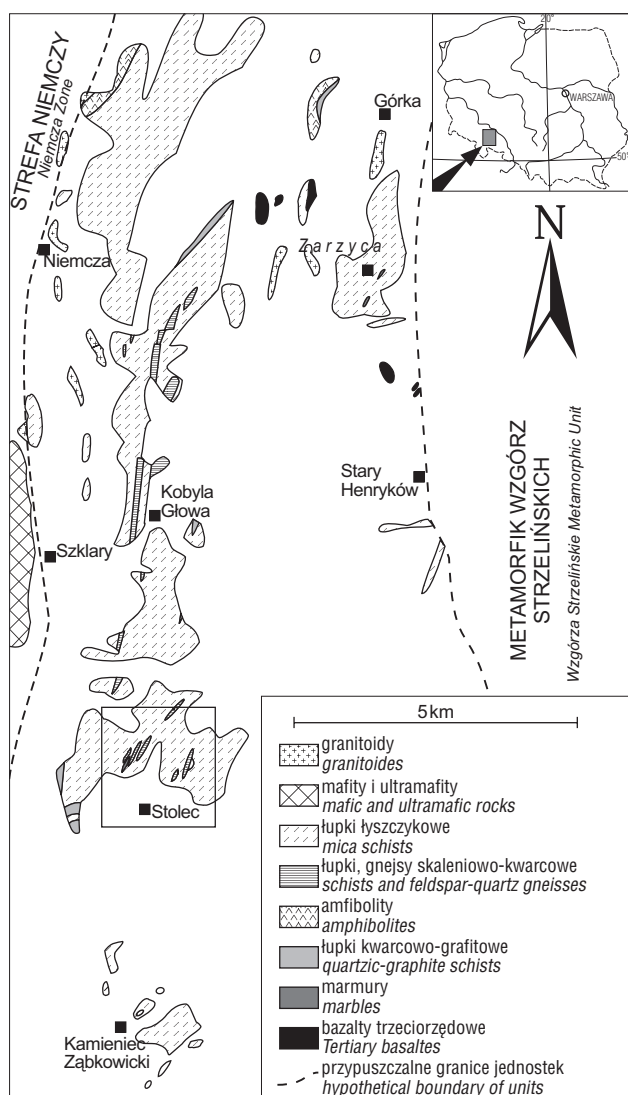 20°
WARSZAWA
50°
STREFA NIEMCZY
Niemcza Zone
Górka
N
Zarzyca
Niemcza
METAMORFIK WZGÓRZ
STRZELIŃSKICH
Wzgórza Strzelińskie Metamorphic Unit
Stary
Henryków
Kobyla
Głowa
Szklary
Stolec
Kamieniec
Ząbkowicki
5 km
granitoidy
granitoides
mafity i ultramafity
mafic and ultramafic rocks
łupki łyszczykowe
mica schists
łupki, gnejsy skaleniowo-kwarcowe
schists and feldspar-quartz gneisses
amfibolity
amphibolites
łupki kwarcowo-grafitowe
quartzic-graphite schists
marmury
marbles
bazalty trzeciorzędowe
Tertiary basaltes
przypuszczalne granice jednostek
hypothetical boundary of units